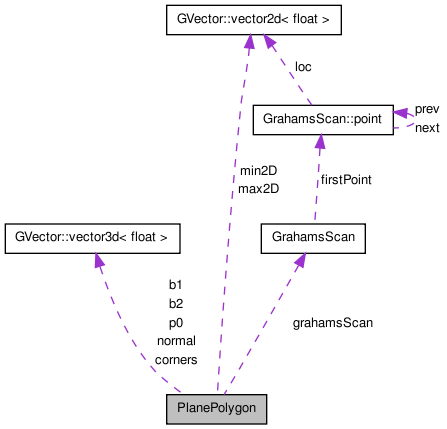 GVector::vector2d< float >
loc
GrahamsScan::point
prev
next
min2D
max2D
firstPoint
GVector::vector3d< float >
GrahamsScan
b1
b2
p0
normal
corners
grahamsScan
PlanePolygon